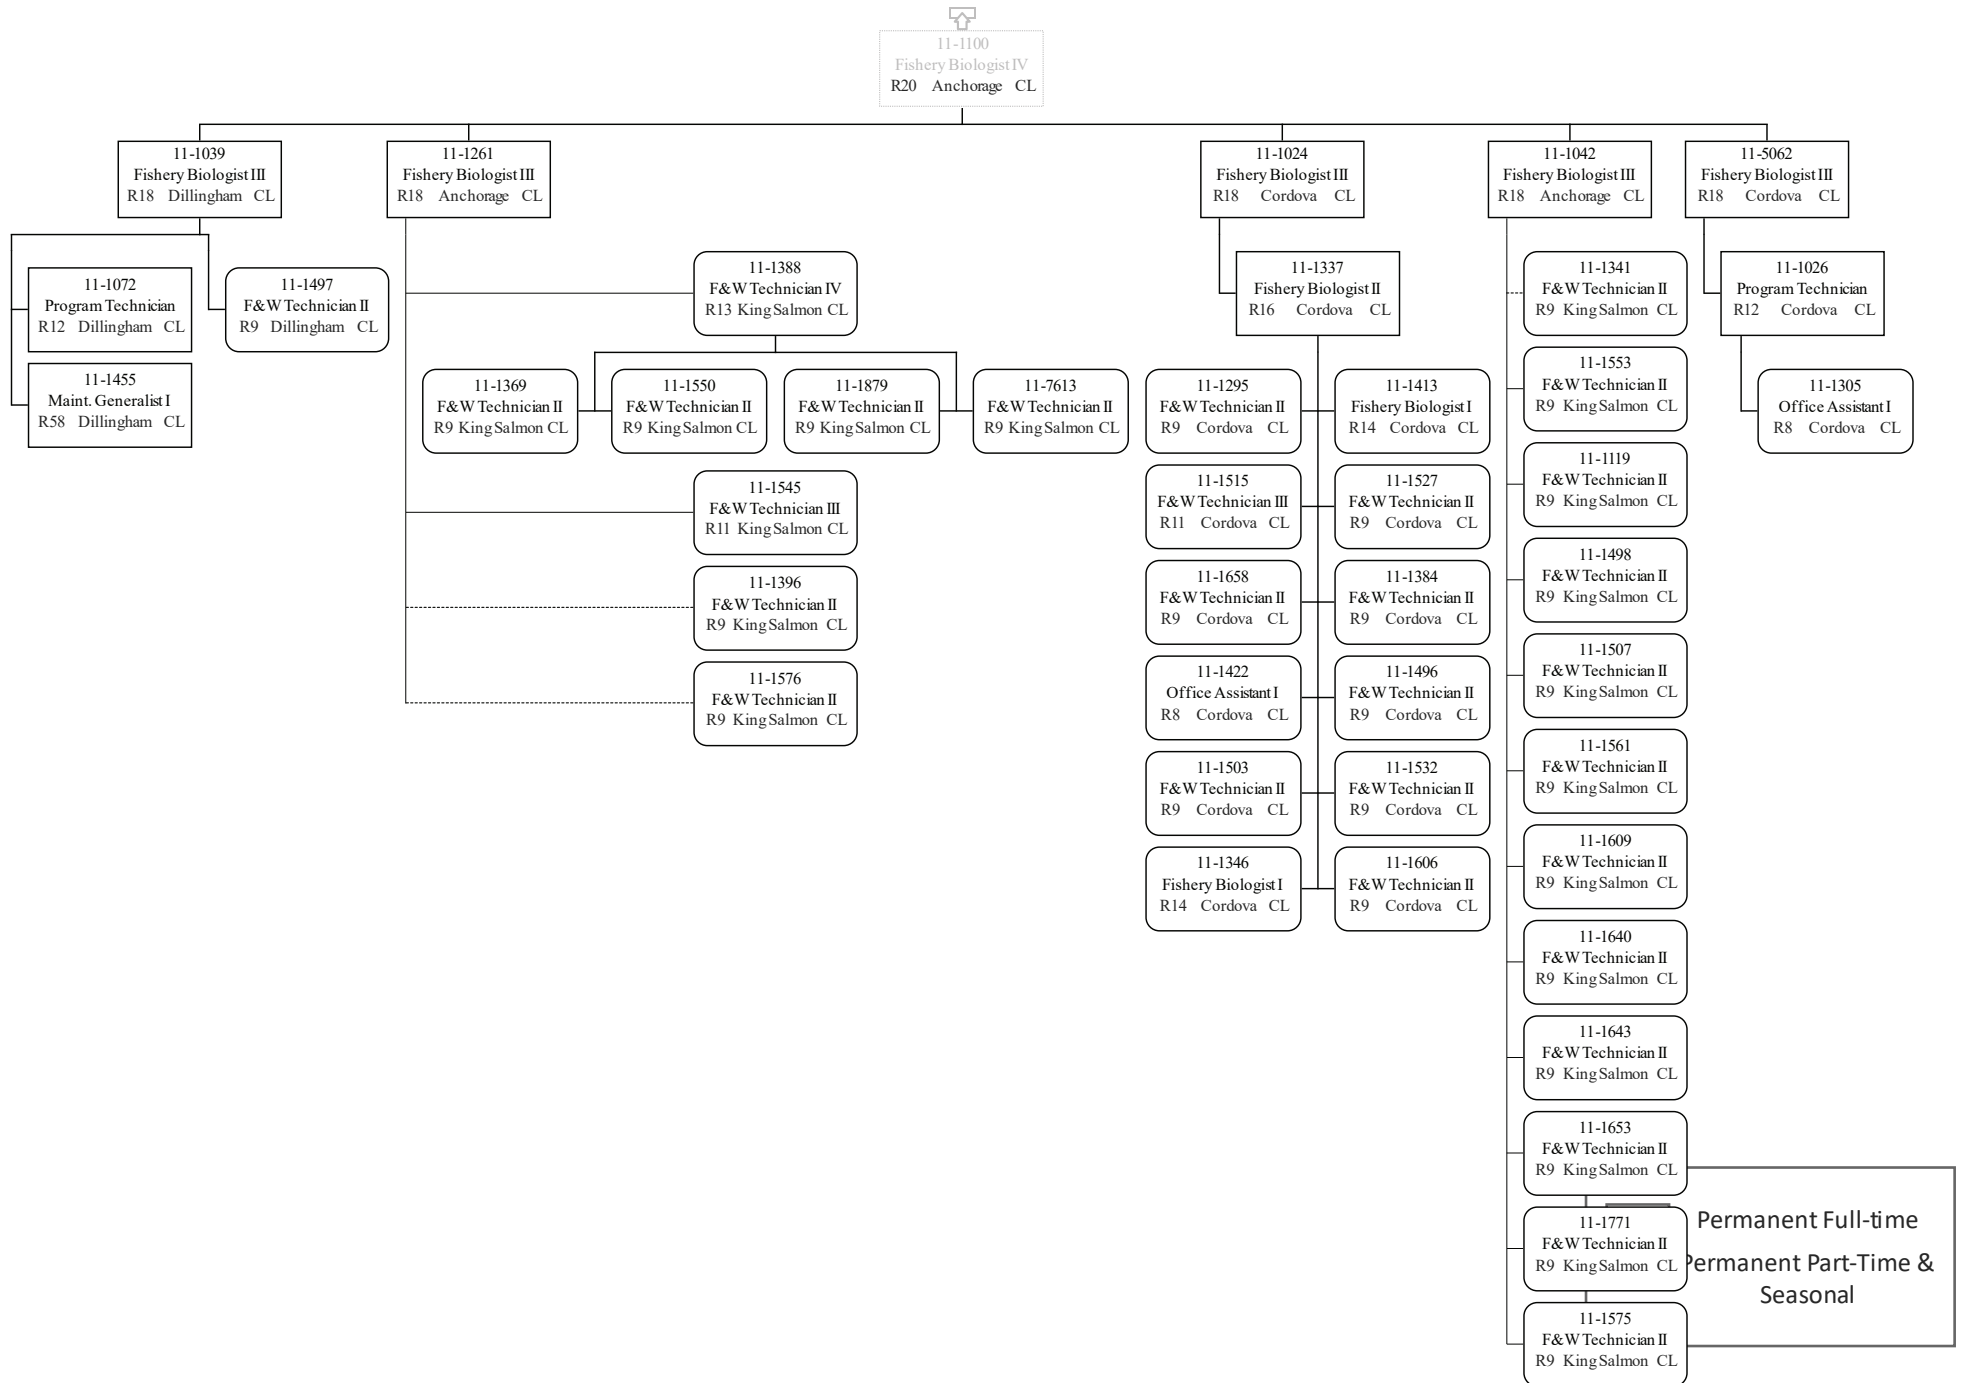 11-1100
Fishery Biologist IV
R20 Anchorage CL
11-1039
Fishery Biologist III
R18 Dillingham CL
11-1261
Fishery Biologist III
R18 Anchorage CL
11-1024
Fishery Biologist III
R18 Cordova CL
11-1042
Fishery Biologist III
R18 Anchorage CL
11-5062
Fishery Biologist III
R18 Cordova CL
11-1072
Program Technician
R12 Dillingham CL
11-1497
F&W Technician II
R9 Dillingham CL
11-1455
Maint. Generalist I
R58 Dillingham CL
11-1388
F&W Technician IV
R13 King Salmon CL
11-1369
F&W Technician II
R9 King Salmon CL
11-1550
F&W Technician II
R9 King Salmon CL
11-1879
F&W Technician II
R9 King Salmon CL
11-7613
F&W Technician II
R9 King Salmon CL
11-1545
F&W Technician III
R11 King Salmon CL
11-1396
F&W Technician II
R9 King Salmon CL
11-1576
F&W Technician II
R9 King Salmon CL
11-1337
Fishery Biologist II
R16 Cordova CL
11-1295
F&W Technician II
R9 Cordova CL
11-1413
Fishery Biologist I
R14 Cordova CL
11-1515
F&W Technician III
R11 Cordova CL
11-1527
F&W Technician II
R9 Cordova CL
11-1658
F&W Technician II
R9 Cordova CL
11-1384
F&W Technician II
R9 Cordova CL
11-1422
Office Assistant I
R8 Cordova CL
11-1496
F&W Technician II
R9 Cordova CL
11-1503
F&W Technician II
R9 Cordova CL
11-1532
F&W Technician II
R9 Cordova CL
11-1346
Fishery Biologist I
R14 Cordova CL
11-1606
F&W Technician II
R9 Cordova CL
11-1341
F&W Technician II
R9 King Salmon CL
11-1553
F&W Technician II
R9 King Salmon CL
11-1119
F&W Technician II
R9 King Salmon CL
11-1498
F&W Technician II
R9 King Salmon CL
11-1507
F&W Technician II
R9 King Salmon CL
11-1561
F&W Technician II
R9 King Salmon CL
11-1609
F&W Technician II
R9 King Salmon CL
11-1640
F&W Technician II
R9 King Salmon CL
11-1643
F&W Technician II
R9 King Salmon CL
11-1653
F&W Technician II
R9 King Salmon CL
11-1771
F&W Technician II
R9 King Salmon CL
11-1575
F&W Technician II
R9 King Salmon CL
11-1026
Program Technician
R12 Cordova CL
11-1305
Office Assistant I
R8 Cordova CL
Permanent Full-time
Permanent Part-Time &
Seasonal